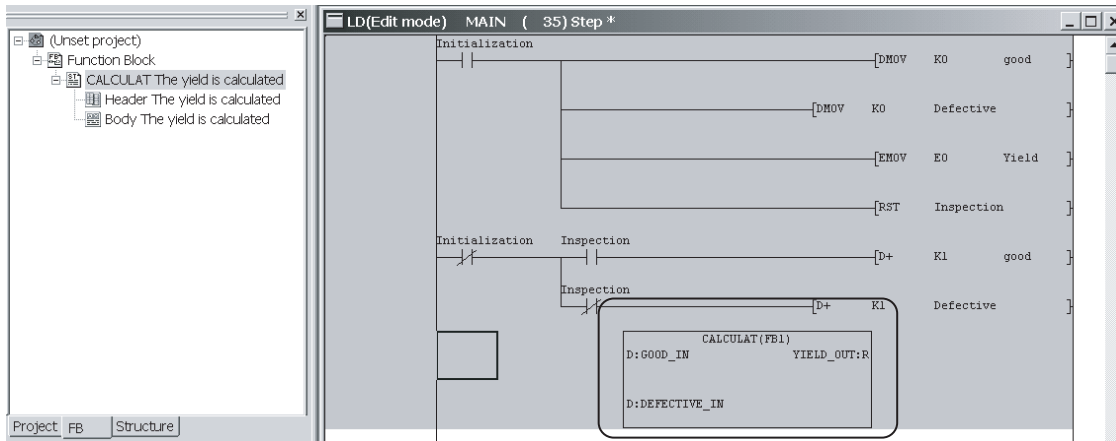 (Unset project)
Function Block
CALCULAT The yield is calculated
Header The yield is calculated
Body The yield is calculated
Project FB Structure
LD(Edit mode) MAIN ( 35) Step *
Initialization
[DMOV K0 good ]
[DMOV K0 Defective ]
[EMOV E0 Yield ]
[RST Inspection ]
Initialization Inspection
[D+ K1 good ]
Inspection
[D+ K1 Defective ]
CALCULAT(FB1)
D:GOOD_IN YIELD_OUT:R
D:DEFECTIVE_IN